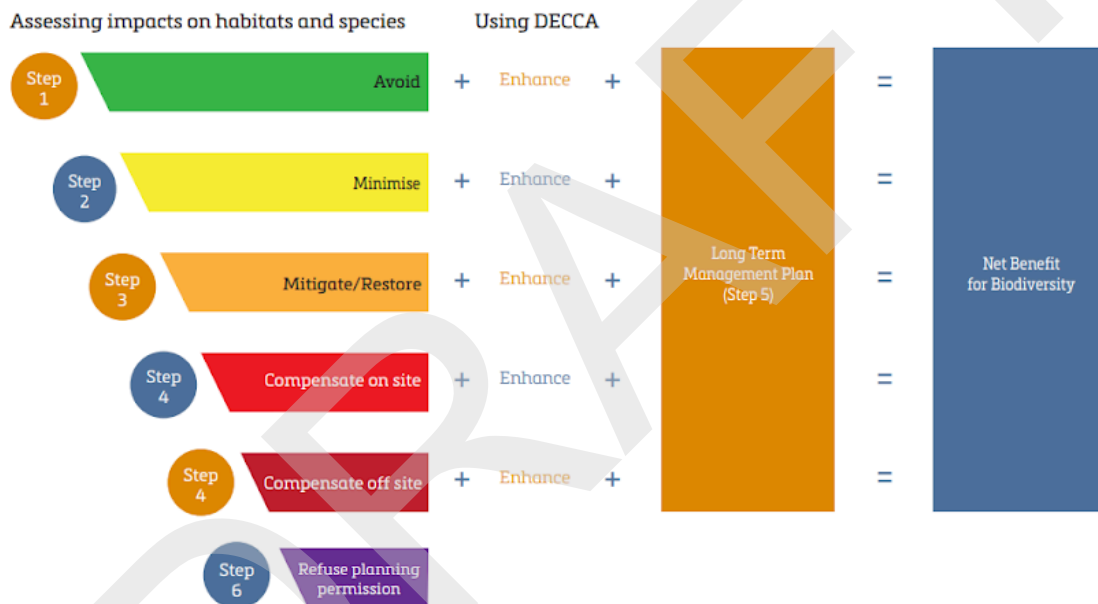 Assessing impacts on habitats and species
Using DECCA
Step
1
Avoid
+ Enhance + =
Step
2
Minimise
+ Enhance + =
Step
3
Mitigate/Restore
+ Enhance + =
Long Term
Management Plan
(Step 5)
Net Benefit
for Biodiversity
Step
4
Compensate on site
+ Enhance + =
Step
4
Compensate off site
+ Enhance + =
Step
6
Refuse planning
permission
DRAFT